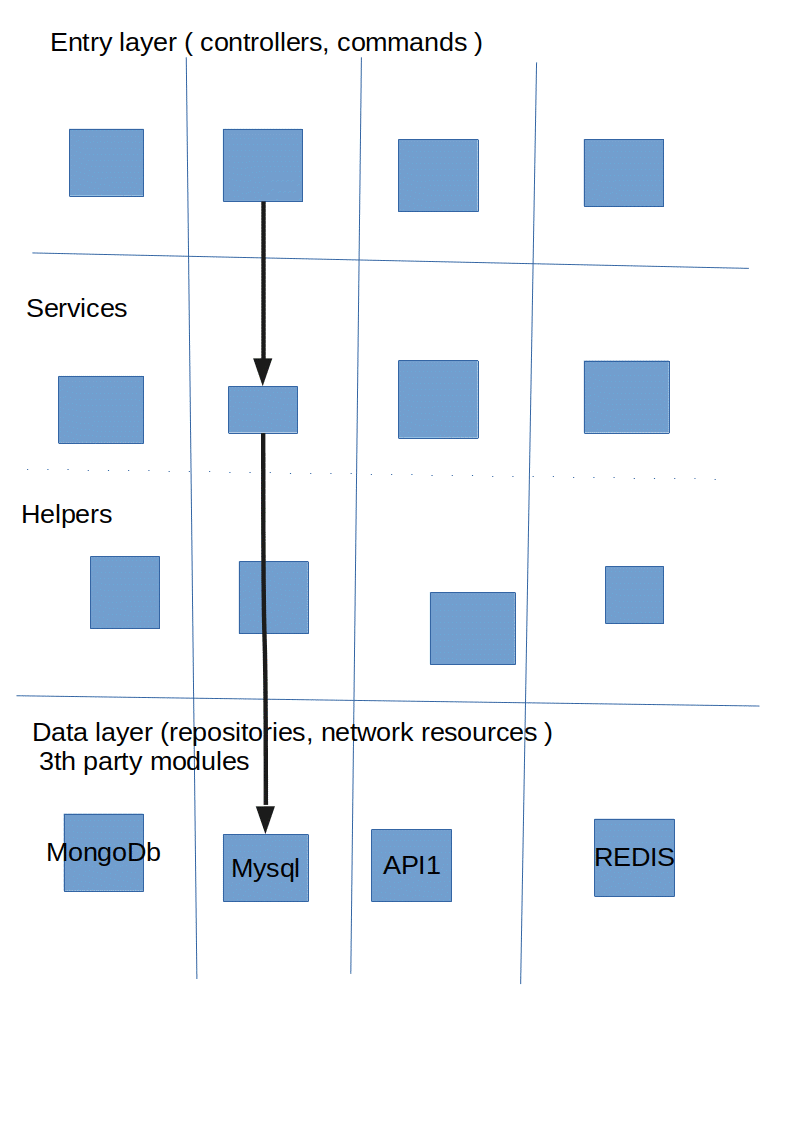 Entry layer ( controllers, commands )
Services
Helpers
Data layer (repositories, network resources )
3th party modules
MongoDb
Mysql
API1
REDIS